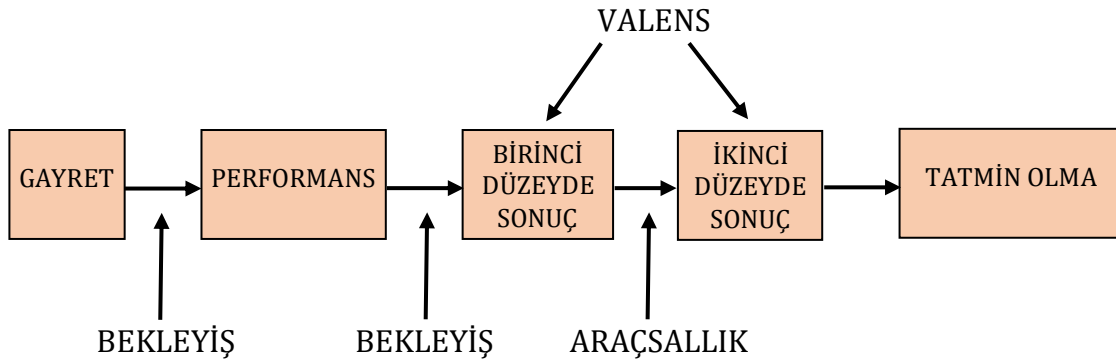 VALENS
GAYRET
PERFORMANS
BİRİNCİ
DÜZEYDE
SONUÇ
İKİNCİ
DÜZEYDE
SONUÇ
TATMİN OLMA
BEKLEYİŞ
BEKLEYİŞ
ARAÇSALLIK